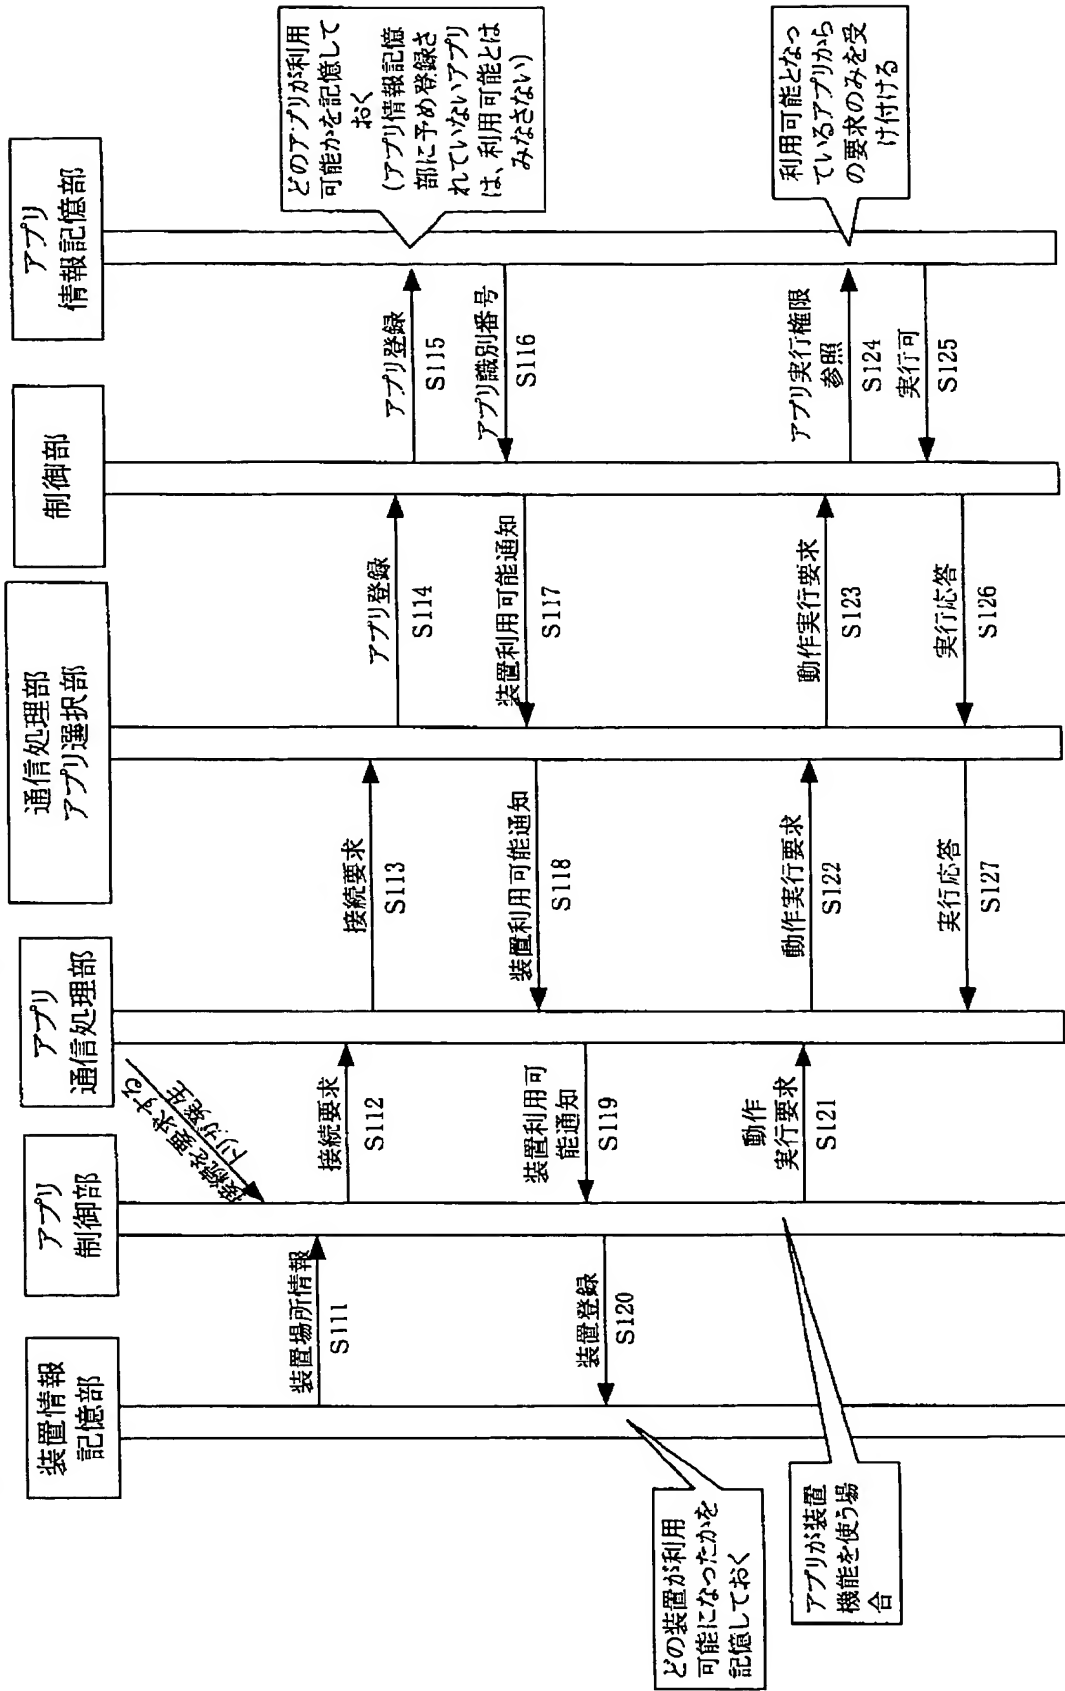 装置情報
記憶部
アプリ
制御部
アプリ
通信処理部
通信処理部
アプリ選択部
制御部
アプリ
情報記憶部
接続を要求する
トリガ発生
装置場所情報
S111
接続要求
S112
接続要求
S113
アプリ登録
S114
アプリ登録
S115
どのアプリが利用
可能かを記憶して
おく
(アプリ情報記憶
部に予め登録さ
れていないアプリ
は、利用可能とは
みなさない)
アプリ識別番号
S116
装置利用可能通知
S117
装置利用可能通知
S118
装置利用可
能通知
S119
装置登録
S120
どの装置が利用
可能になったかを
記憶しておく
アプリが装置
機能を使う場
合
動作
実行要求
S121
動作実行要求
S122
動作実行要求
S123
アプリ実行権限
参照
S124
利用可能となっ
ているアプリから
の要求のみを受
け付ける
実行可
S125
実行応答
S126
実行応答
S127